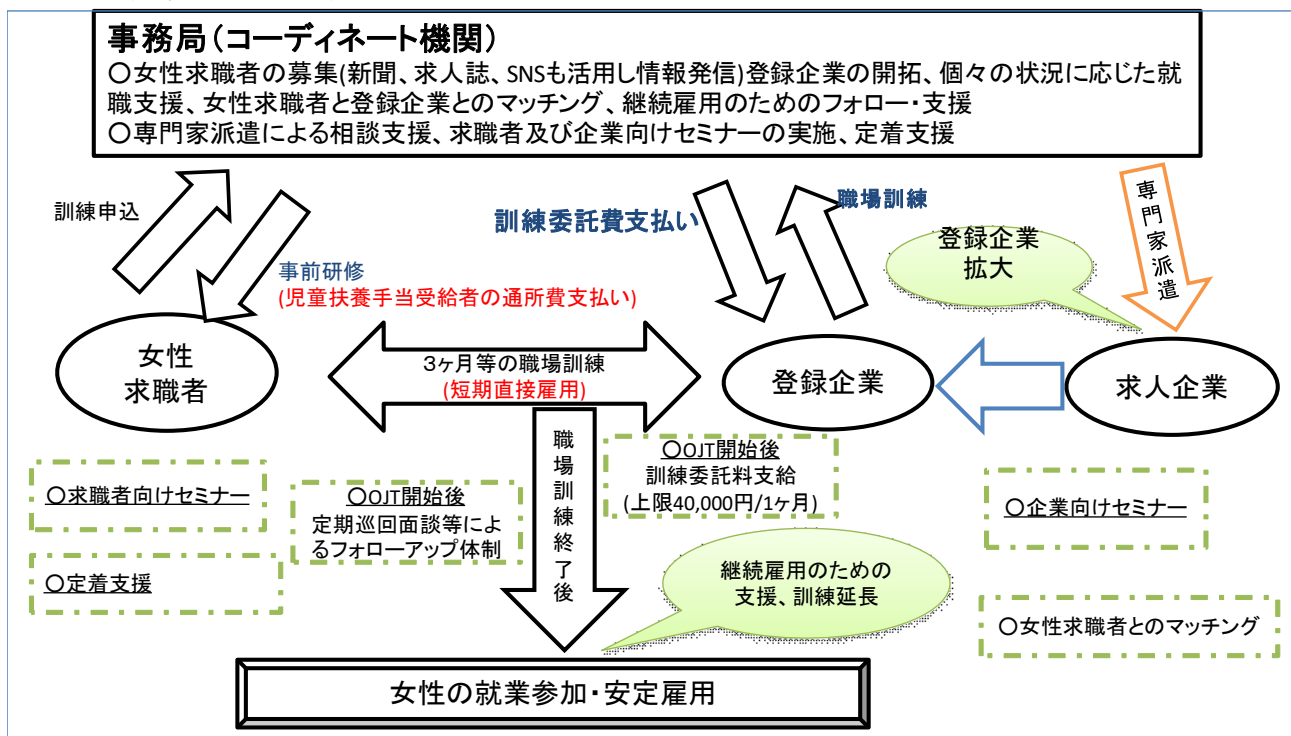 事務局(コーディネート機関)
〇女性求職者の募集(新聞、求人誌、SNSも活用し情報発信)登録企業の開拓、個々の状況に応じた就
職支援、女性求職者と登録企業とのマッチング、継続雇用のためのフォロー・支援
〇専門家派遣による相談支援、求職者及び企業向けセミナーの実施、定着支援
訓練申込
事前研修
(児童扶養手当受給者の通所費支払い)
訓練委託費支払い
職場訓練
専門家派遣
登録企業
拡大
女性
求職者
3ヶ月等の職場訓練
(短期直接雇用)
登録企業
求人企業
職場訓練終了後
〇求職者向けセミナー
〇定着支援
〇OJT開始後
定期巡回面談等によ
るフォローアップ体制
〇OJT開始後
訓練委託料支給
(上限40,000円/1ヶ月)
継続雇用のための
支援、訓練延長
〇企業向けセミナー
〇女性求職者とのマッチング
女性の就業参加・安定雇用